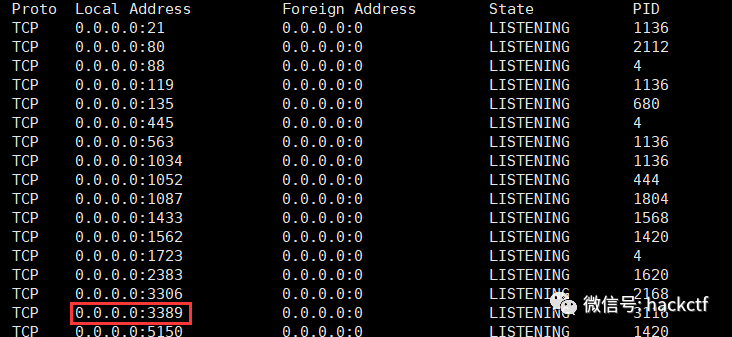 Proto Local Address Foreign Address State PID
TCP 0.0.0.0:21 0.0.0.0:0 LISTENING 1136
TCP 0.0.0.0:80 0.0.0.0:0 LISTENING 2112
TCP 0.0.0.0:88 0.0.0.0:0 LISTENING 4
TCP 0.0.0.0:119 0.0.0.0:0 LISTENING 1136
TCP 0.0.0.0:135 0.0.0.0:0 LISTENING 680
TCP 0.0.0.0:445 0.0.0.0:0 LISTENING 4
TCP 0.0.0.0:563 0.0.0.0:0 LISTENING 1136
TCP 0.0.0.0:1034 0.0.0.0:0 LISTENING 1136
TCP 0.0.0.0:1052 0.0.0.0:0 LISTENING 444
TCP 0.0.0.0:1087 0.0.0.0:0 LISTENING 1804
TCP 0.0.0.0:1433 0.0.0.0:0 LISTENING 1568
TCP 0.0.0.0:1562 0.0.0.0:0 LISTENING 1420
TCP 0.0.0.0:1723 0.0.0.0:0 LISTENING 4
TCP 0.0.0.0:2383 0.0.0.0:0 LISTENING 1620
TCP 0.0.0.0:3306 0.0.0.0:0 LISTENING 2168
微信号: hackctf
TCP 0.0.0.0:3389 0.0.0.0:0 LISTENING 3116
TCP 0.0.0.0:5150 0.0.0.0:0 LISTENING 1420